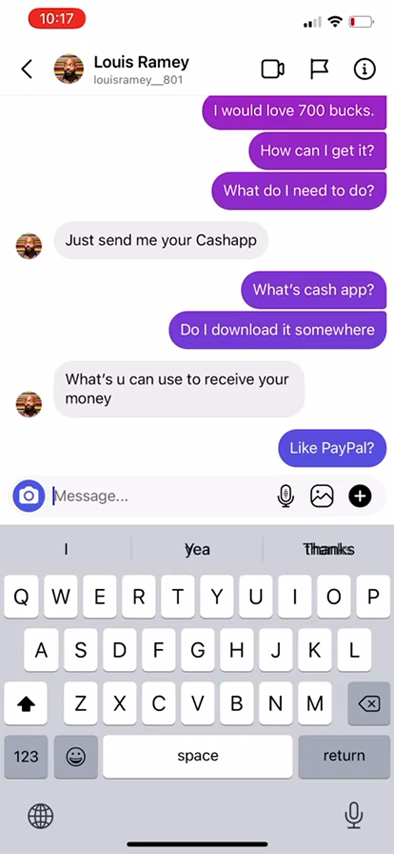 10:17
Louis Ramey
louisramey__801
I would love 700 bucks.
How can I get it?
What do I need to do?
Just send me your Cashapp
What's cash app?
Do I download it somewhere
What's u can use to receive your
money
Like PayPal?
Message...
I Yea Thanks
Q W E R T Y U I O P
A S D F G H J K L
Z X C V B N M
123 space return